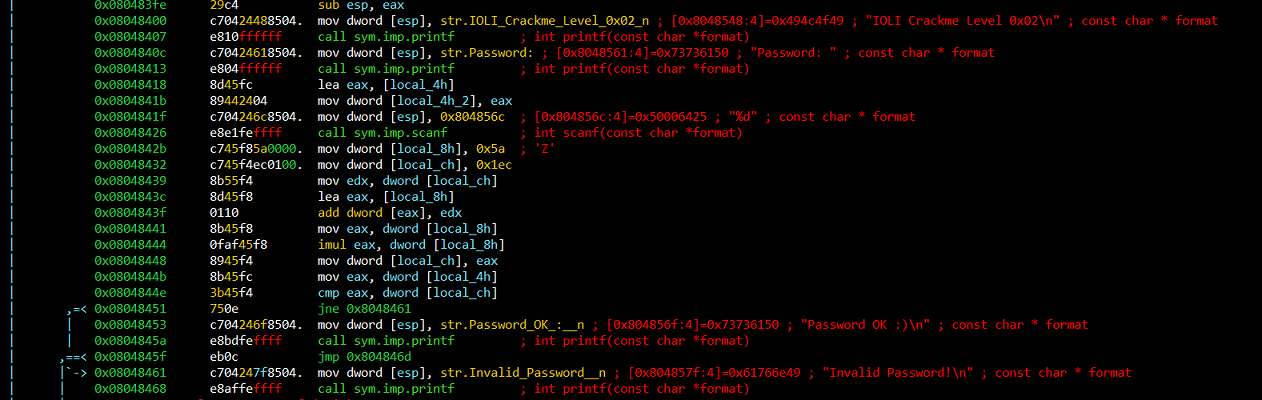 | 0x080483fe 29c4 sub esp, eax
| 0x08048400 c70424488504. mov dword [esp], str.IOLI_Crackme_Level_0x02_n ; [0x8048548:4]=0x494c4f49 ; "IOLI Crackme Level 0x02\n" ; const char * format
| 0x08048407 e810ffffff call sym.imp.printf ; int printf(const char *format)
| 0x0804840c c70424618504. mov dword [esp], str.Password: ; [0x8048561:4]=0x73736150 ; "Password: " ; const char * format
| 0x08048413 e804ffffff call sym.imp.printf ; int printf(const char *format)
| 0x08048418 8d45fc lea eax, [local_4h]
| 0x0804841b 89442404 mov dword [local_4h_2], eax
| 0x0804841f c704246c8504. mov dword [esp], 0x804856c ; [0x804856c:4]=0x50006425 ; "%d" ; const char * format
| 0x08048426 e8e1feffff call sym.imp.scanf ; int scanf(const char *format)
| 0x0804842b c745f85a0000. mov dword [local_8h], 0x5a ; 'Z'
| 0x08048432 c745f4ec0100. mov dword [local_ch], 0x1ec
| 0x08048439 8b55f4 mov edx, dword [local_ch]
| 0x0804843c 8d45f8 lea eax, [local_8h]
| 0x0804843f 0110 add dword [eax], edx
| 0x08048441 8b45f8 mov eax, dword [local_8h]
| 0x08048444 0faf45f8 imul eax, dword [local_8h]
| 0x08048448 8945f4 mov dword [local_ch], eax
| 0x0804844b 8b45fc mov eax, dword [local_4h]
| 0x0804844e 3b45f4 cmp eax, dword [local_ch]
| ,=< 0x08048451 750e jne 0x8048461
| | 0x08048453 c704246f8504. mov dword [esp], str.Password_OK_:__n ; [0x804856f:4]=0x73736150 ; "Password OK :)\n" ; const char * format
| | 0x0804845a e8bdfeffff call sym.imp.printf ; int printf(const char *format)
| ,==< 0x0804845f eb0c jmp 0x804846d
| |`-> 0x08048461 c704247f8504. mov dword [esp], str.Invalid_Password__n ; [0x804857f:4]=0x61766e49 ; "Invalid Password!\n" ; const char * format
| | 0x08048468 e8affeffff call sym.imp.printf ; int printf(const char *format)